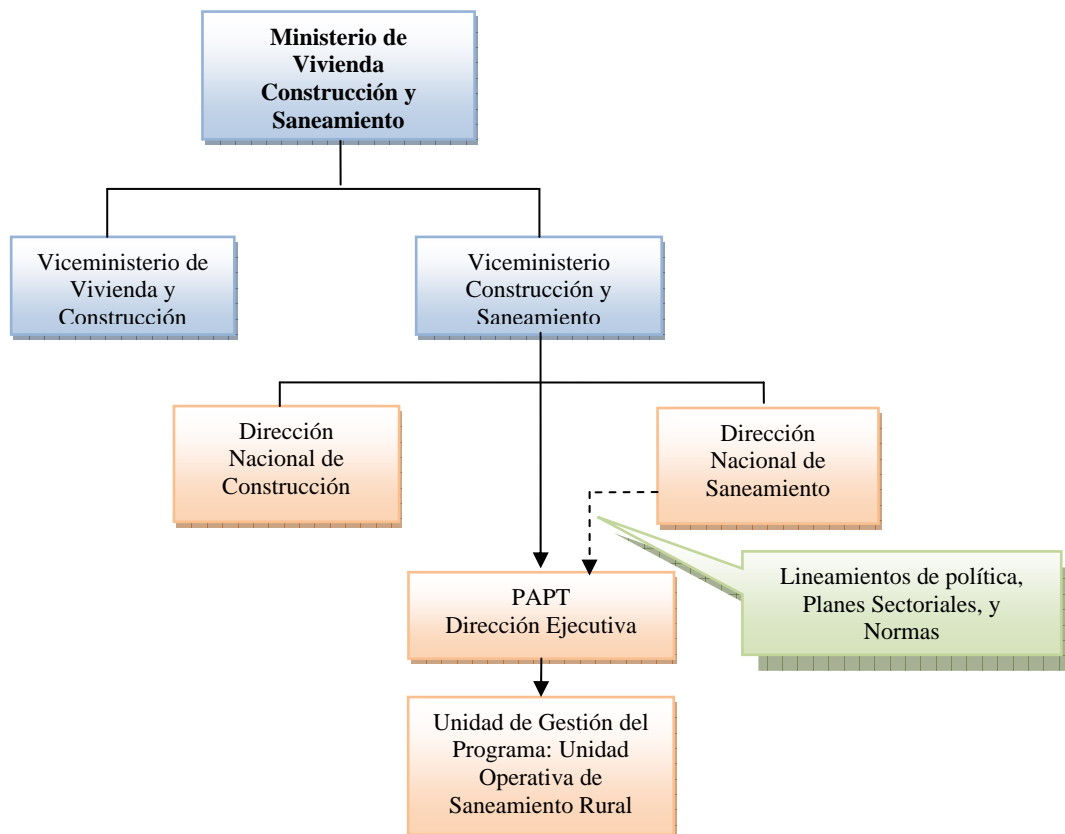 Ministerio de
Vivienda
Construcción y
Saneamiento
Viceministerio de
Vivienda y
Construcción
Viceministerio
Construcción y
Saneamiento
Dirección
Nacional de
Construcción
Dirección
Nacional de
Saneamiento
Lineamientos de política,
Planes Sectoriales, y
Normas
PAPT
Dirección Ejecutiva
Unidad de Gestión del
Programa: Unidad
Operativa de
Saneamiento Rural